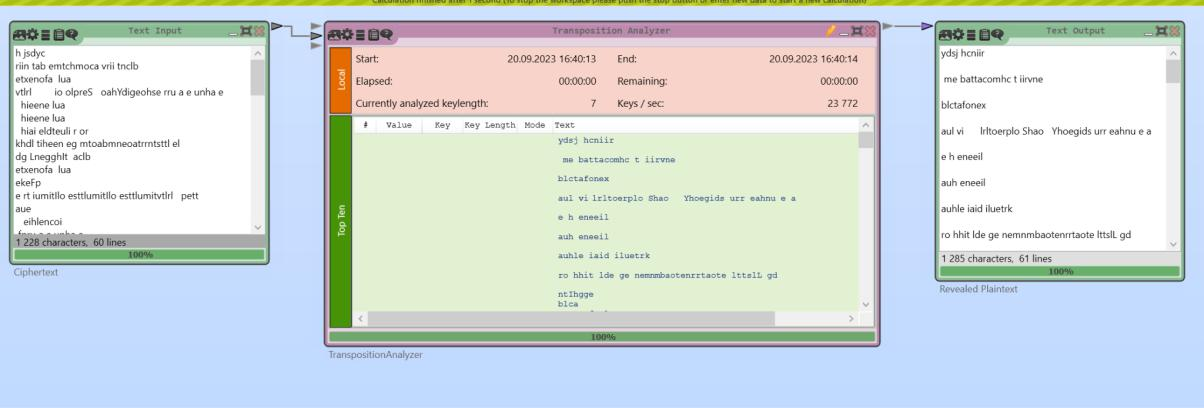 Calculation finished after 1 second (To stop the workspace please push the stop button or enter new data to start a new calculation)
Text Input
h jsdyc
riin tab emtchmoca vrii tnclb
etxenofa lua
vtlrl io olpreS oahYdigeohse rru a e unha e
hieene lua
hieene lua
hiai eldteuli r or
khdl tiheen eg mtoabmneoatrrntsttl el
dg LnegghIt aclb
etxenofa lua
ekeFp
e rt iumitIlo esttlumitIlo esttlumitvtlrl pett
aue
eihlencoi
1 228 characters, 60 lines
100%
Ciphertext
Transposition Analyzer
Local
Start: 20.09.2023 16:40:13 End: 20.09.2023 16:40:14
Elapsed: 00:00:00 Remaining: 00:00:00
Currently analyzed keylength: 7 Keys / sec: 23 772
Top Ten
# Value Key Key Length Mode Text
ydsj hcniir
me battacomhc t iirvne
blctafonex
aul vi lrltoerplo Shao Yhoegids urr eahnu e a
e h eneeil
auh eneeil
auhle iaid iluetrk
ro hhit lde ge nemnmbaotenrrtaote lttslL gd
ntIhgge
blca
100%
TranspositionAnalyzer
Text Output
ydsj hcniir
me battacomhc t iirvne
blctafonex
aul vi lrltoerplo Shao Yhoegids urr eahnu e a
e h eneeil
auh eneeil
auhle iaid iluetrk
ro hhit lde ge nemnmbaotenrrtaote lttslL gd
1 285 characters, 61 lines
100%
Revealed Plaintext